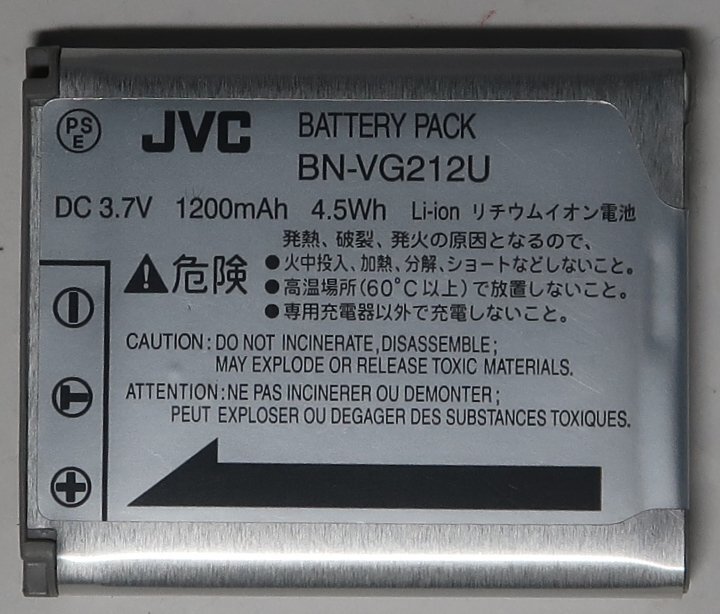 PS
E
JVC BATTERY PACK
BN-VG212U
DC 3.7V 1200mAh 4.5Wh Li-ion リチウムイオン電池
発熱、破裂、発火の原因となるので、
危険
●火中投入、加熱、分解、ショートなどしないこと。
●高温場所(60°C以上)で放置しないこと。
●専用充電器以外で充電しないこと。
CAUTION: DO NOT INCINERATE, DISASSEMBLE;
MAY EXPLODE OR RELEASE TOXIC MATERIALS.
ATTENTION: NE PAS INCINERER OU DEMONTER;
PEUT EXPLOSER OU DEGAGER DES SUBSTANCES TOXIQUES.
−
T
+